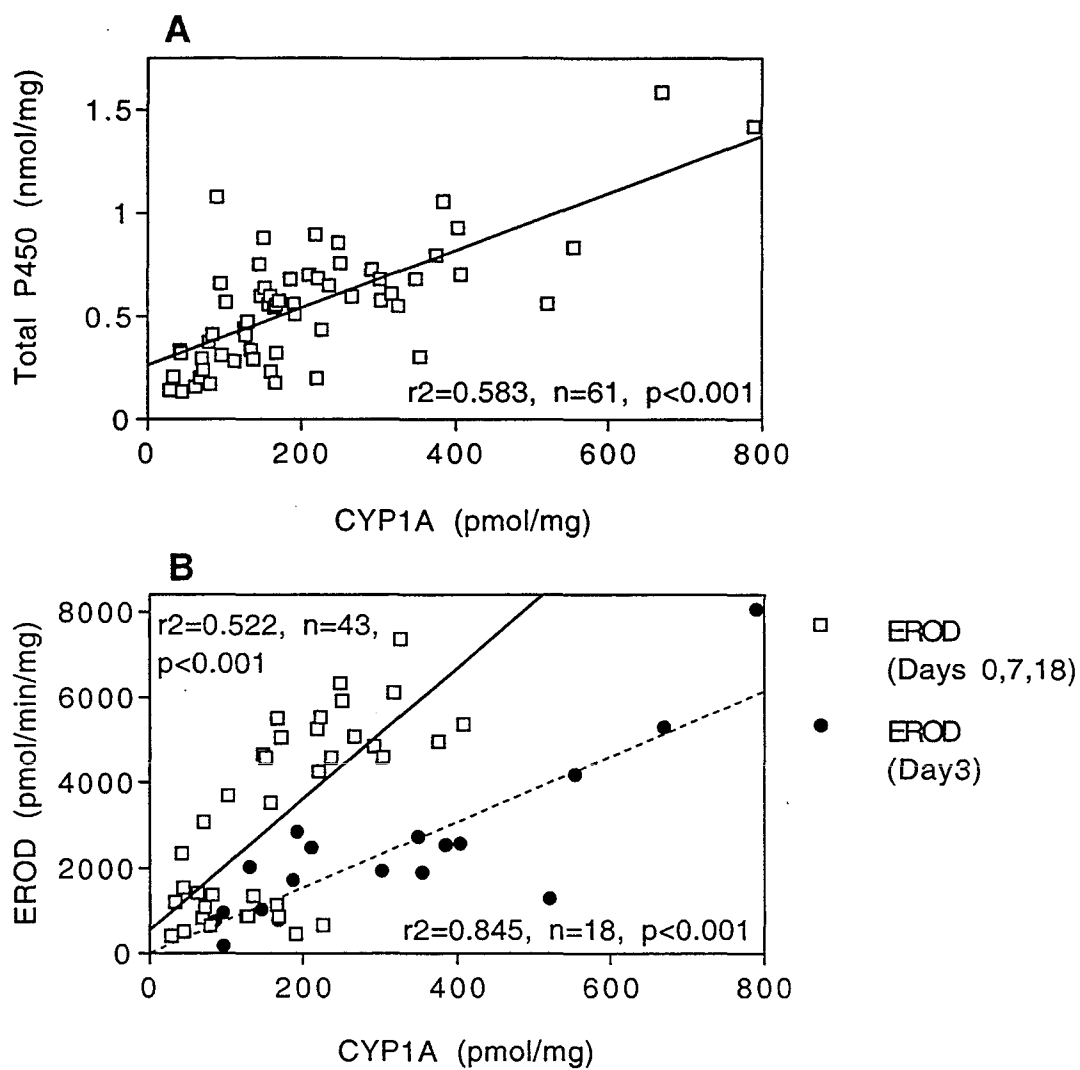 A
Total P450 (nmol/mg)
1.5
1
0.5
0
r2=0.583, n=61, p<0.001
0 200 400 600 800
CYP1A (pmol/mg)
B
EROD (pmol/min/mg)
8000
6000
4000
2000
0
r2=0.522, n=43,
p<0.001
r2=0.845, n=18, p<0.001
0 200 400 600 800
CYP1A (pmol/mg)
EROD
(Days 0,7,18)
EROD
(Day3)